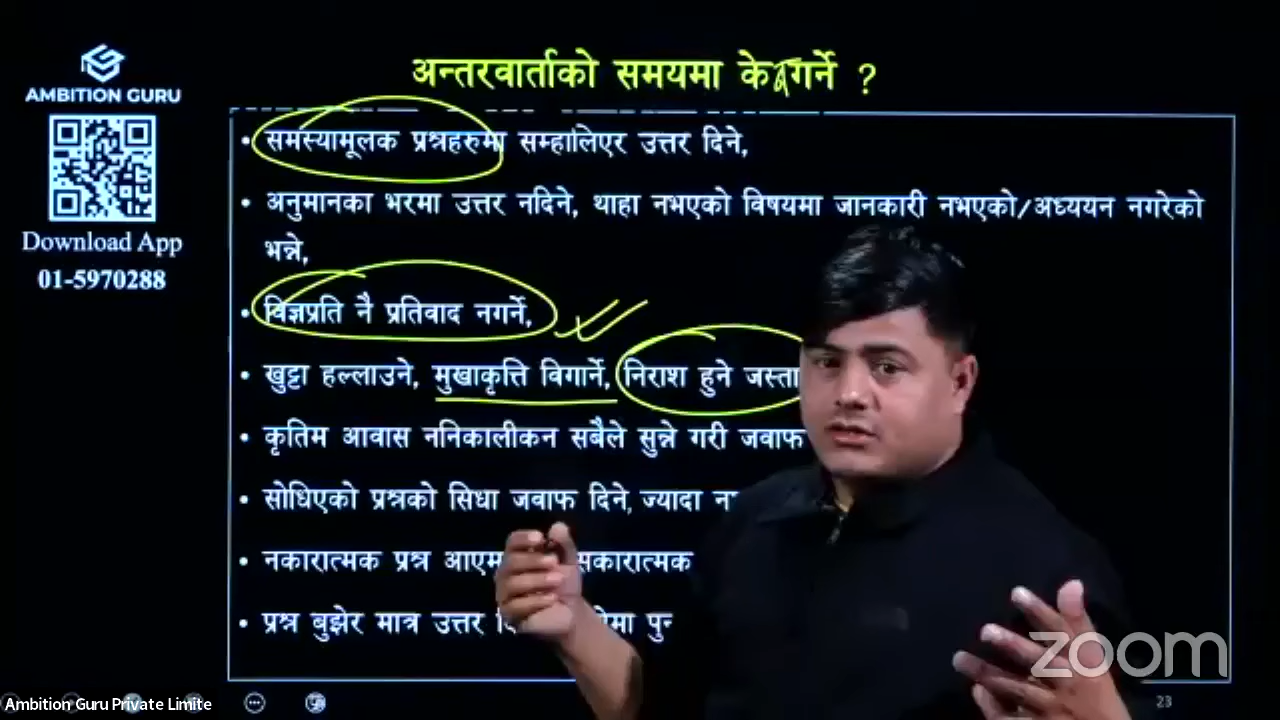 अन्तरवार्ताको समयमा के गर्ने ?
AMBITION GURU
Download App
01-5970288
• समस्यामूलक प्रश्नहरुमा सम्हालिएर उत्तर दिने,
• अनुमानका भरमा उत्तर नदिने, थाहा नभएको विषयमा जानकारी नभएको/अध्ययन नगरेको
भन्ने,
• विज्ञप्रति नै प्रतिवाद नगर्ने,
• खुट्टा हल्लाउने, मुखाकृत्ति विगार्ने, निराश हुने जस्ता
• कृतिम आवास ननिकालीकन सबैले सुन्ने गरी जवाफ
• सोधिएको प्रश्नको सिधा जवाफ दिने, ज्यादा
• नकारात्मक प्रश्न सकारात्मक
• प्रश्न बुझेर मात्र उत्तर
zoom
Ambition Guru Private Limite
23